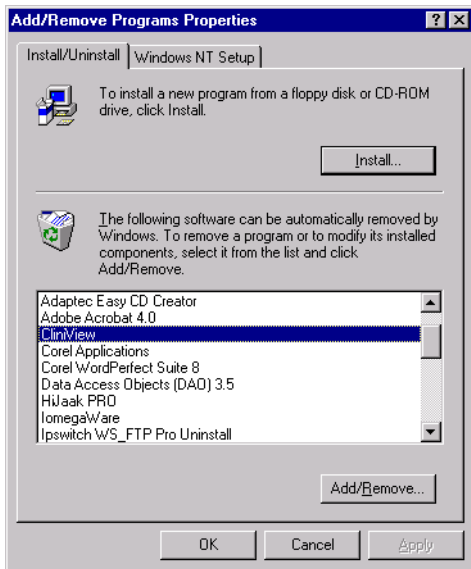 Add/Remove Programs Properties
Install/Uninstall
Windows NT Setup
To install a new program from a floppy disk or CD-ROM
drive, click Install.
Install...
The following software can be automatically removed by
Windows. To remove a program or to modify its installed
components, select it from the list and click
Add/Remove.
Adaptec Easy CD Creator
Adobe Acrobat 4.0
CliniView
Corel Applications
Corel WordPerfect Suite 8
Data Access Objects (DAO) 3.5
HiJaak PRO
IomegaWare
Ipswitch WS_FTP Pro Uninstall
Add/Remove...
OK
Cancel
Apply